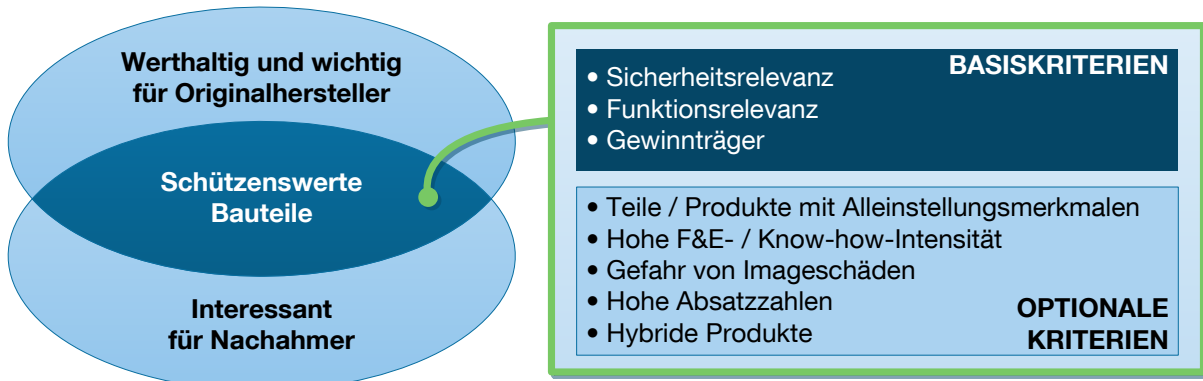 Werthaltig und wichtig
für Originalhersteller
Schützenswerte
Bauteile
Interessant
für Nachahmer
BASISKRITERIEN
• Sicherheitsrelevanz
• Funktionsrelevanz
• Gewinnträger
• Teile / Produkte mit Alleinstellungsmerkmalen
• Hohe F&E- / Know-how-Intensität
• Gefahr von Imageschäden
• Hohe Absatzzahlen
• Hybride Produkte
OPTIONALE
KRITERIEN